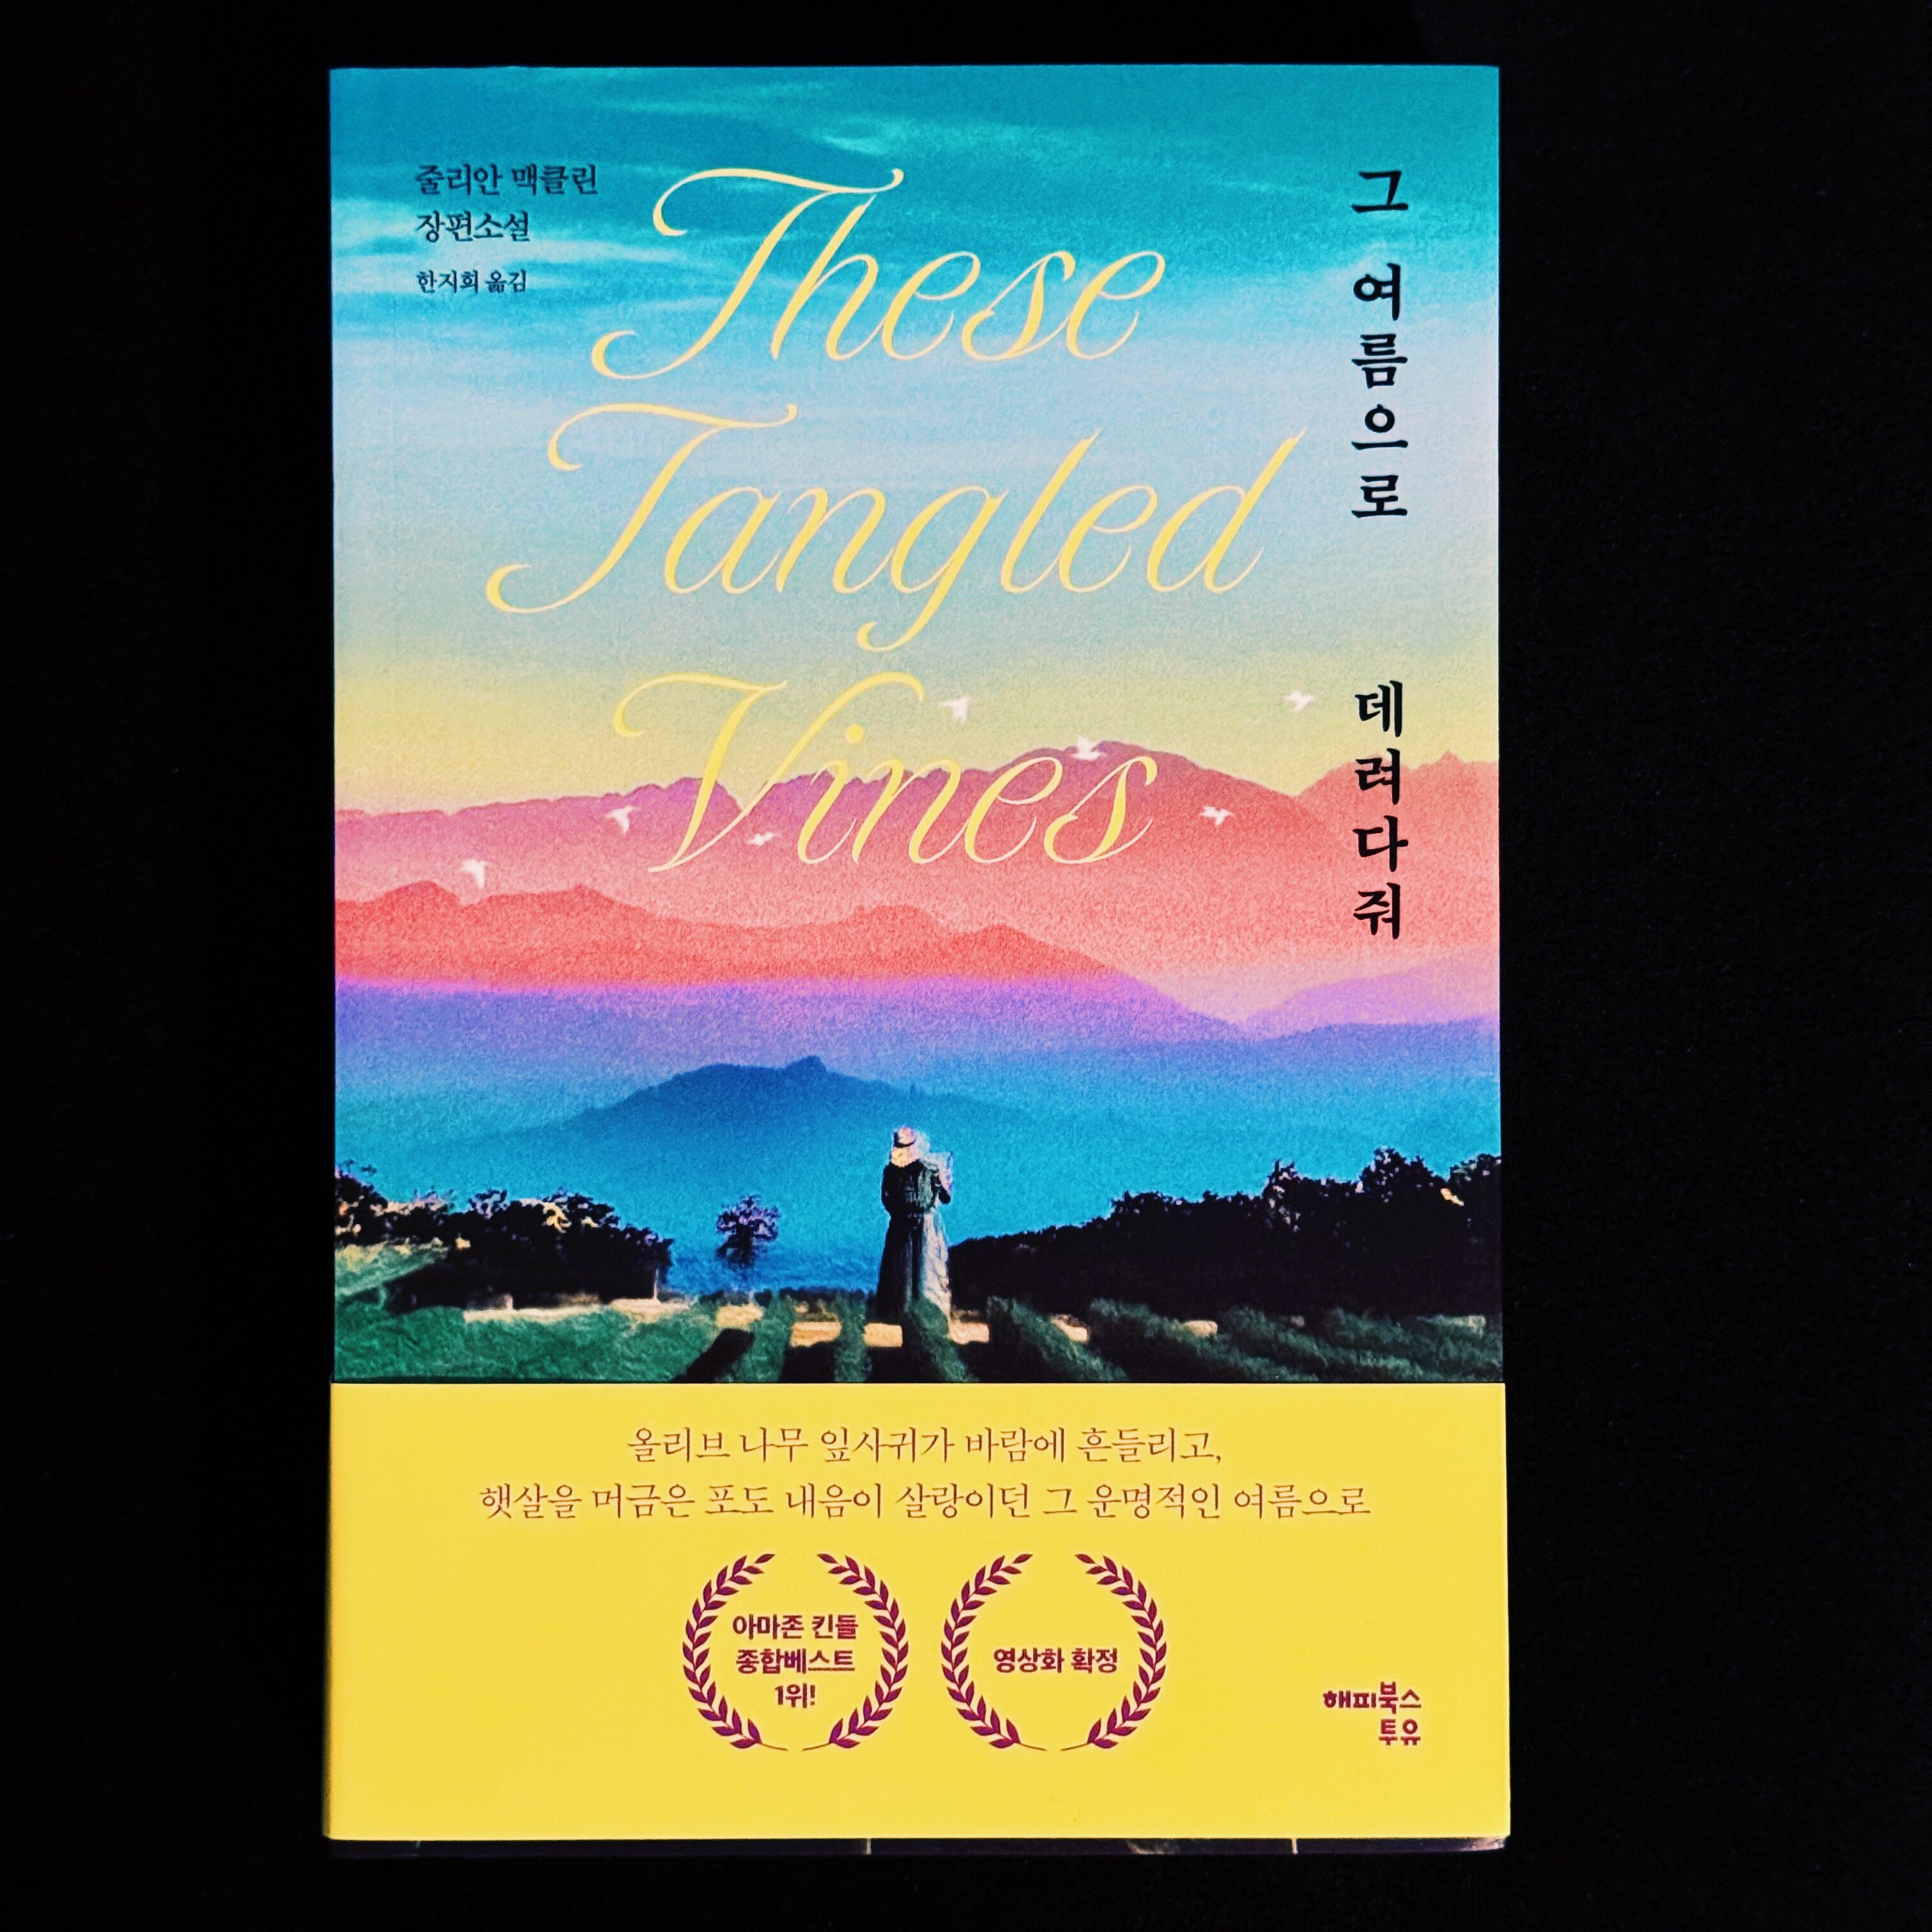 줄리안 맥클린
장편소설
한지희 옮김
These
Tangled
Vines
그 여름으로 데려다줘
올리브 나무 잎사귀가 바람에 흔들리고,
햇살을 머금은 포도 내음이 살랑이던 그 운명적인 여름으로
아마존 킨들
종합베스트
1위!
영상화 확정
해피북스
투유